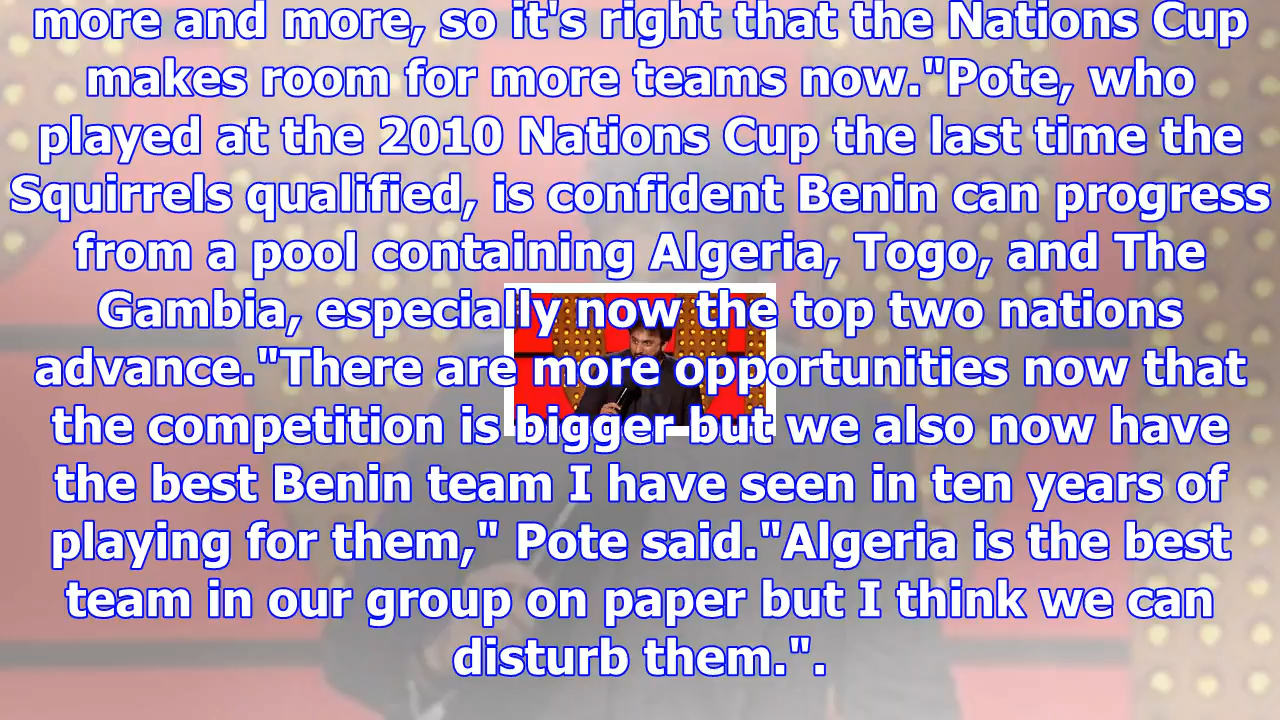 more and more, so it's right that the Nations Cup
makes room for more teams now."Pote, who
played at the 2010 Nations Cup the last time the
Squirrels qualified, is confident Benin can progress
from a pool containing Algeria, Togo, and The
Gambia, especially now the top two nations
advance."There are more opportunities now that
the competition is bigger but we also now have
the best Benin team I have seen in ten years of
playing for them," Pote said."Algeria is the best
team in our group on paper but I think we can
disturb them.".